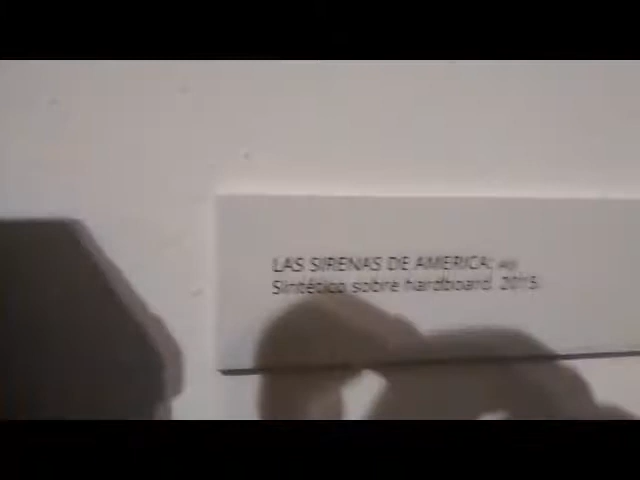 LAS SIRENAS DE AMERICA;
Sintético sobre hardboard. 2015.